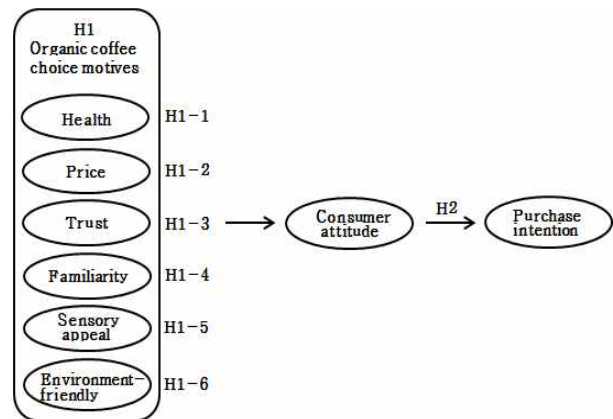 H1
Organic coffee
choice motives
Health
H1-1
Price
H1-2
Trust
H1-3
Familiarity
H1-4
Sensory
appeal
H1-5
Environment-
friendly
H1-6
Consumer
attitude
H2
Purchase
intention